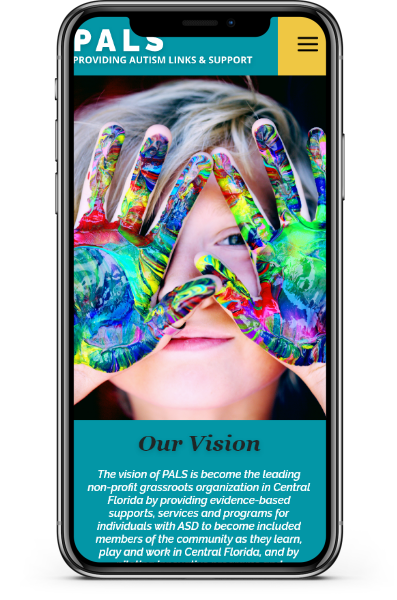 PALS
PROVIDING AUTISM LINKS & SUPPORT
Our Vision
The vision of PALS is become the leading
non-profit grassroots organization in Central
Florida by providing evidence-based
supports, services and programs for
individuals with ASD to become included
members of the community as they learn,
play and work in Central Florida, and by